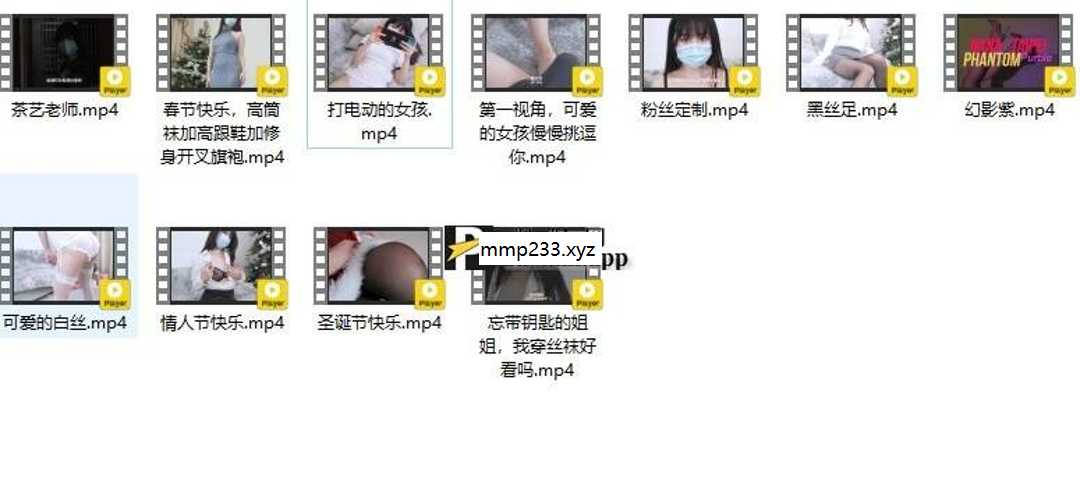 PHANTOM
Purple
Player
Player
Player
Player
Player
Player
Player
茶艺老师.mp4
春节快乐，高筒
袜加高跟鞋加修
身开叉旗袍.mp4
打电动的女孩.
mp4
第一视角，可爱
的女孩慢慢挑逗
你.mp4
粉丝定制.mp4
黑丝足.mp4
幻影紫.mp4
mmp233.xyz
pp
Player
Player
Player
Player
可爱的白丝.mp4
情人节快乐.mp4
圣诞节快乐.mp4
忘带钥匙的姐
姐，我穿丝袜好
看吗.mp4